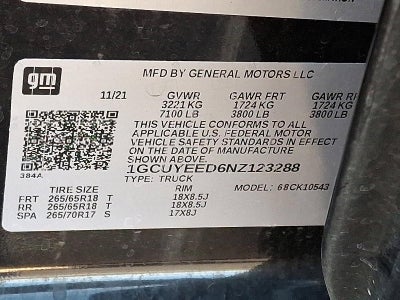 gm
MFD BY GENERAL MOTORS LLC
11/21 GVWR GAWR FRT GAWR RR
3221 KG 1724 KG 1724 KG
7100 LB 3800 LB 3800 LB
THIS VEHICLE CONFORMS TO ALL
APPLICABLE U.S. FEDERAL MOTOR
VEHICLE SAFETY STANDARDS IN EFFECT
ON THE DATE OF MANUFACTURE
384A
1GCUYEED6NZ123288
TYPE: TRUCK MODEL: 68CK10543
TIRE SIZE RIM
FRT 265/65R18 T 18X8.5J
RR 265/65R18 T 18X8.5J
SPA 265/70R17 S 17X8J